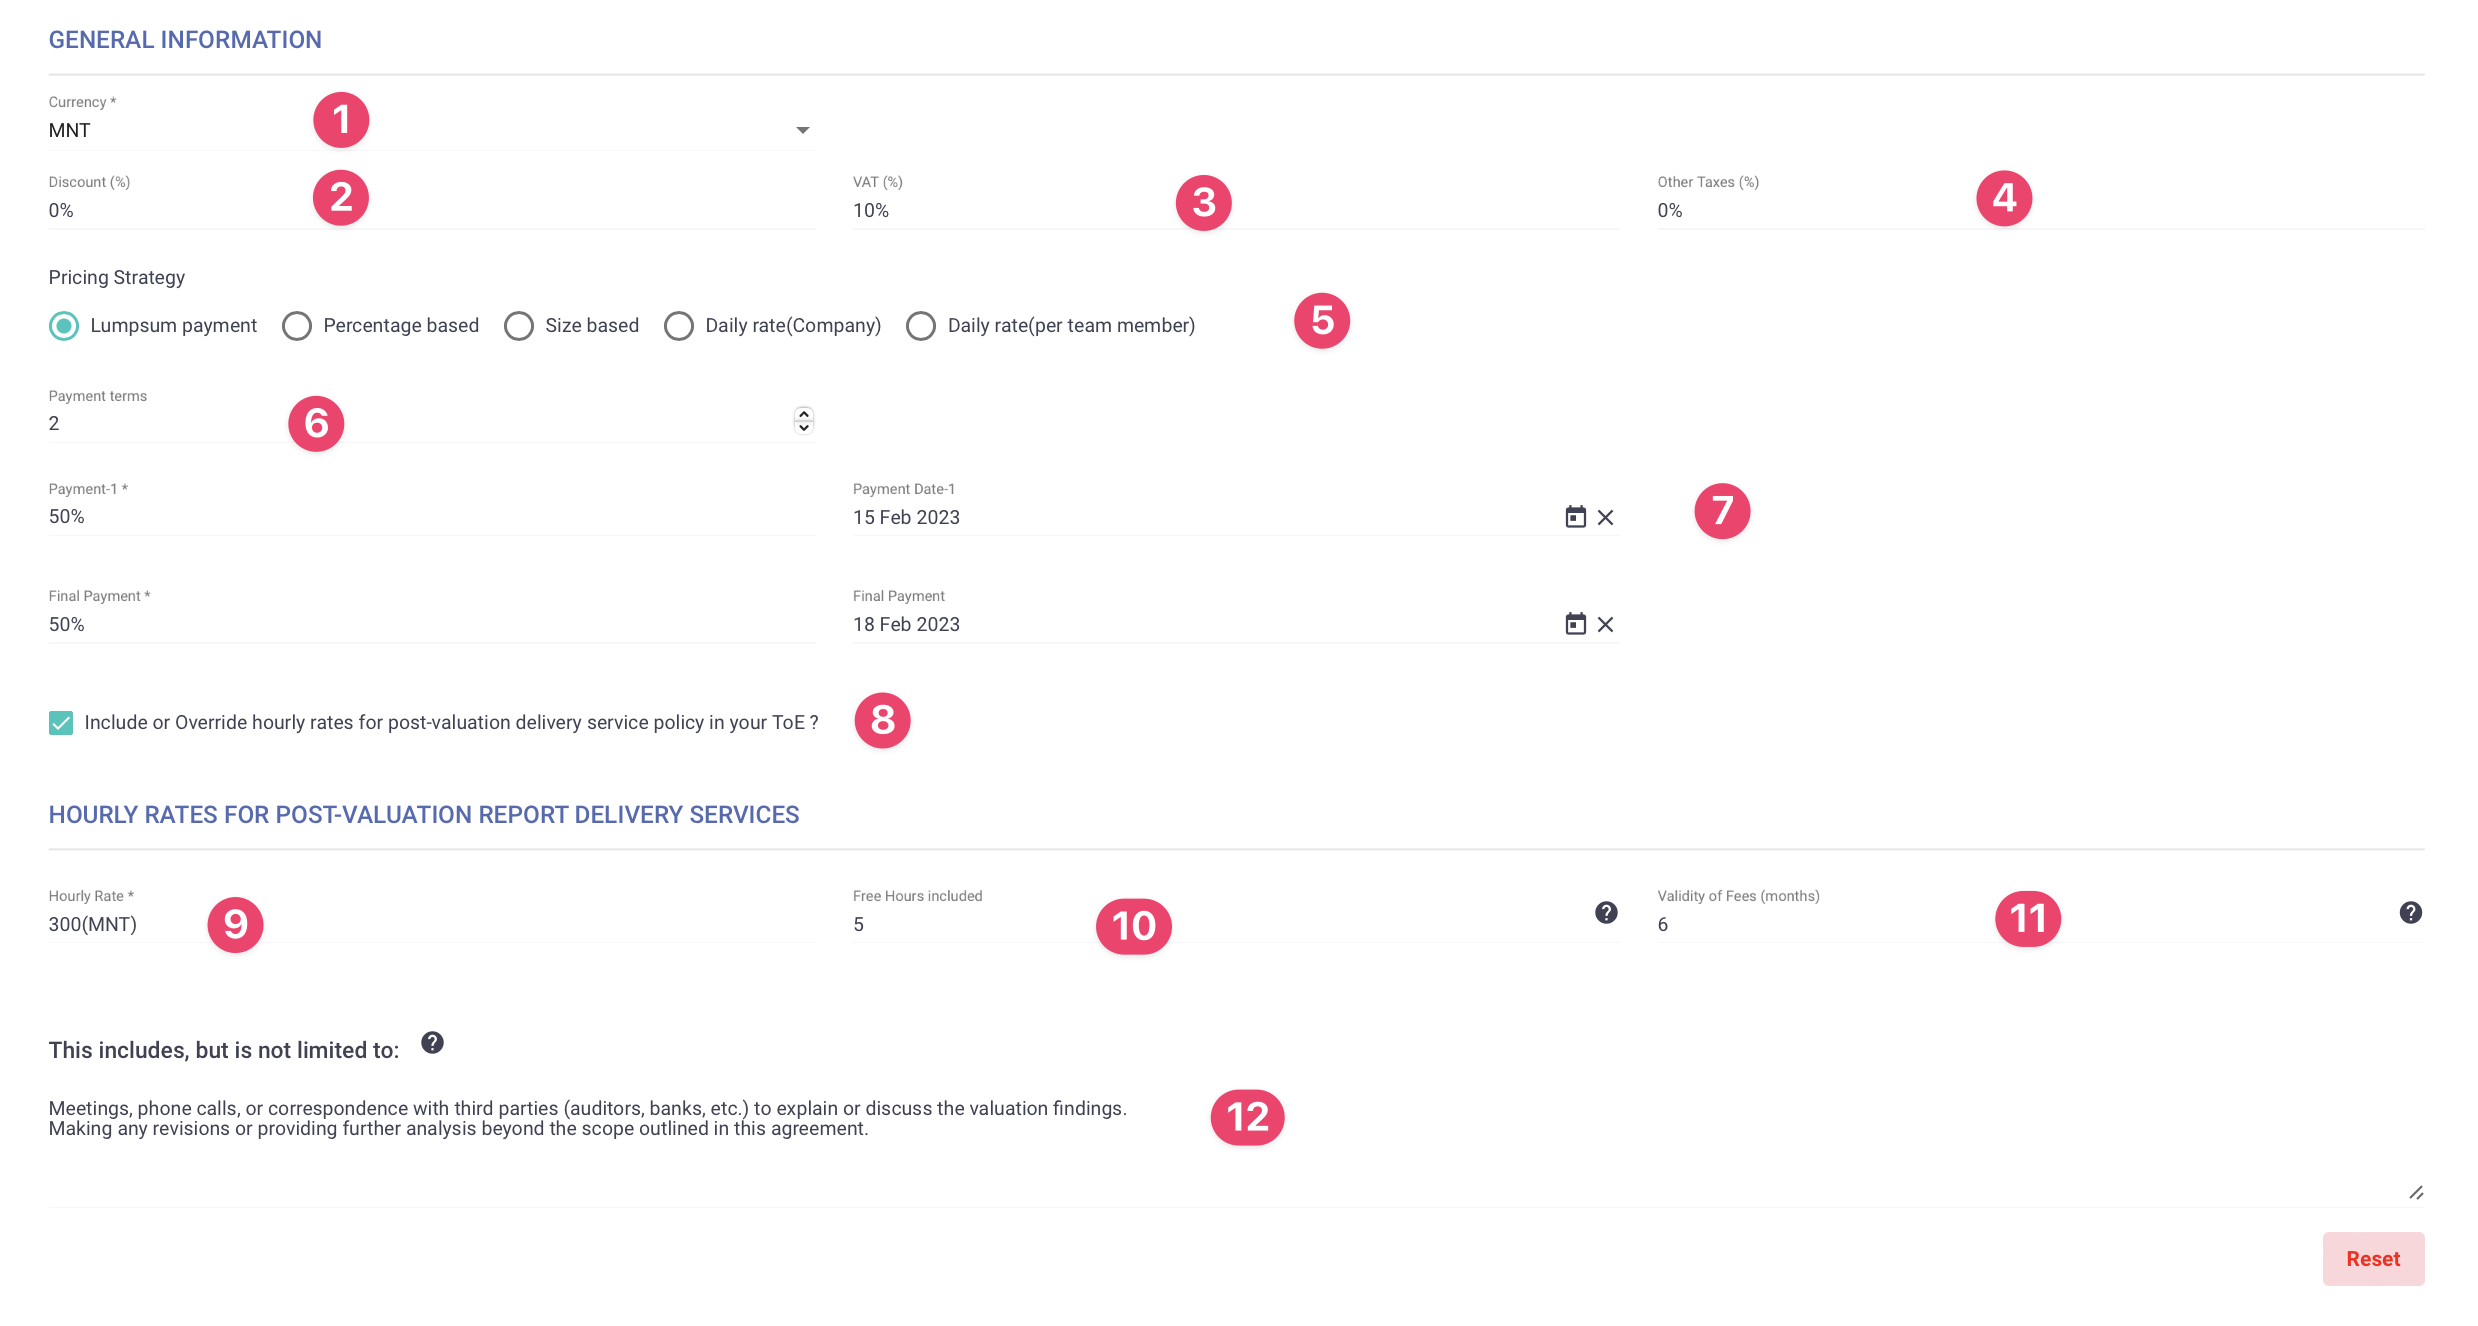 GENERAL INFORMATION
Currency *
MNT
1
Discount (%)
0%
2
VAT (%)
10%
3
Other Taxes (%)
0%
4
Pricing Strategy
Lumpsum payment Percentage based Size based Daily rate(Company) Daily rate(per team member)
5
Payment terms
2
6
Payment-1 *
50%
Payment Date-1
15 Feb 2023
7
Final Payment *
50%
Final Payment
18 Feb 2023
Include or Override hourly rates for post-valuation delivery service policy in your ToE ?
8
HOURLY RATES FOR POST-VALUATION REPORT DELIVERY SERVICES
Hourly Rate *
300(MNT)
9
Free Hours included
5
10
?
Validity of Fees (months)
6
11
?
This includes, but is not limited to: ?
Meetings, phone calls, or correspondence with third parties (auditors, banks, etc.) to explain or discuss the valuation findings.
Making any revisions or providing further analysis beyond the scope outlined in this agreement.
12
Reset